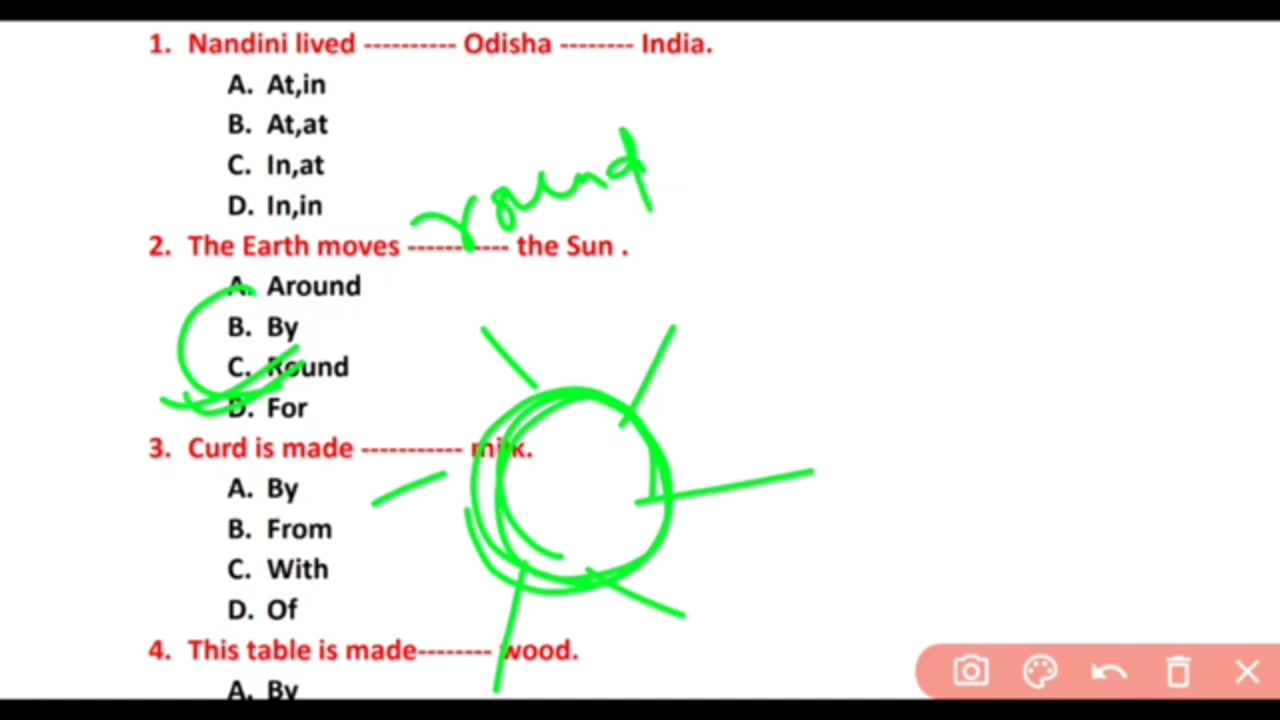 1. Nandini lived ---------- Odisha -------- India.
A. At,in
B. At,at
C. In,at
D. In,in
round
2. The Earth moves ----------- the Sun .
A. Around
B. By
C. Round
D. For
3. Curd is made ----------- milk.
A. By
B. From
C. With
D. Of
4. This table is made-------- wood.
A. By